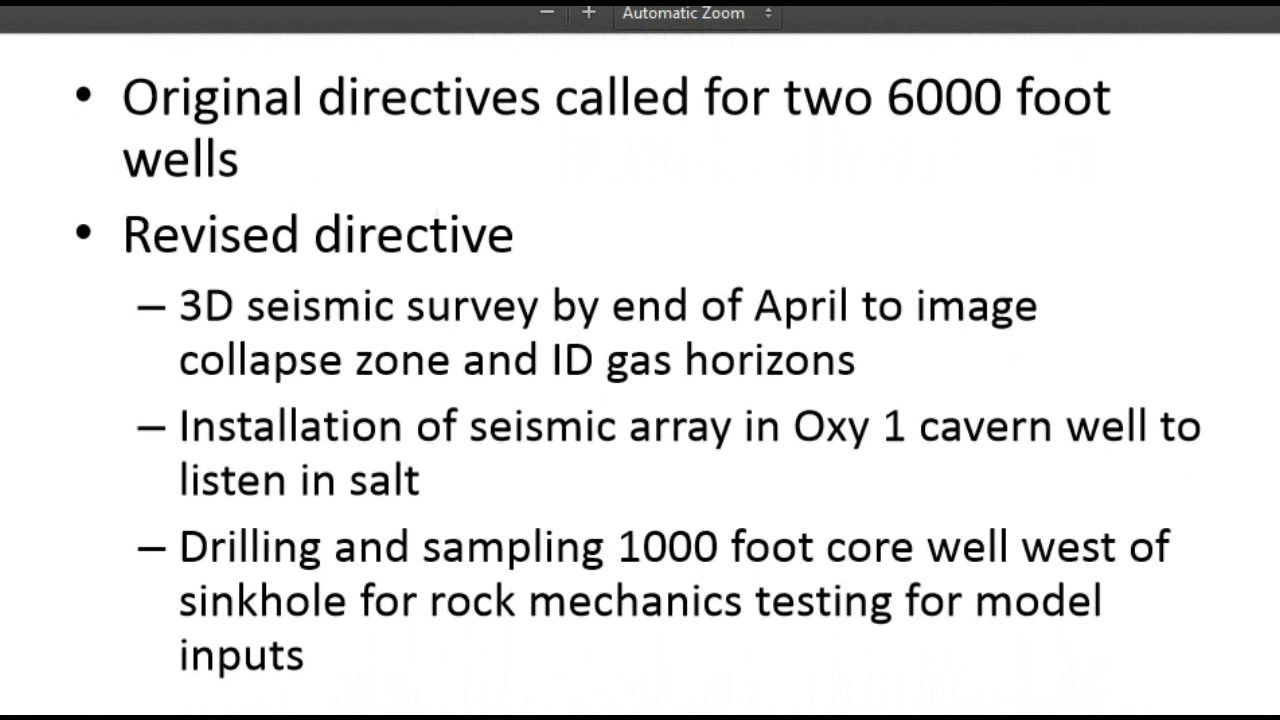 Automatic Zoom
• Original directives called for two 6000 foot
wells
• Revised directive
– 3D seismic survey by end of April to image
collapse zone and ID gas horizons
– Installation of seismic array in Oxy 1 cavern well to
listen in salt
– Drilling and sampling 1000 foot core well west of
sinkhole for rock mechanics testing for model
inputs